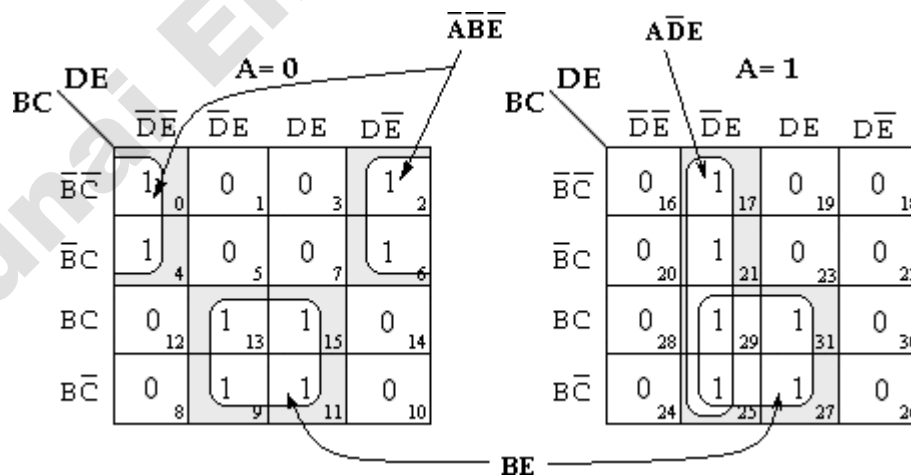 A̅B̅E̅ AD̅E
A= 0 A= 1
DE DE
BC BC
D̅E̅ D̅E DE DE̅ D̅E̅ D̅E DE DE̅
B̅C̅ 1 0 0 1 0 1 0 0
0 1 3 2 16 17 19 18
B̅C 1 0 0 1 B̅C 0 1 0 0
4 5 7 6 20 21 23
BC 0 1 1 0 BC 0 1 1 0
12 13 15 14 28 29 31 30
BC̅ 0 1 1 0 BC̅ 0 1 1 0
8 9 11 10 24 25 27 26
BE